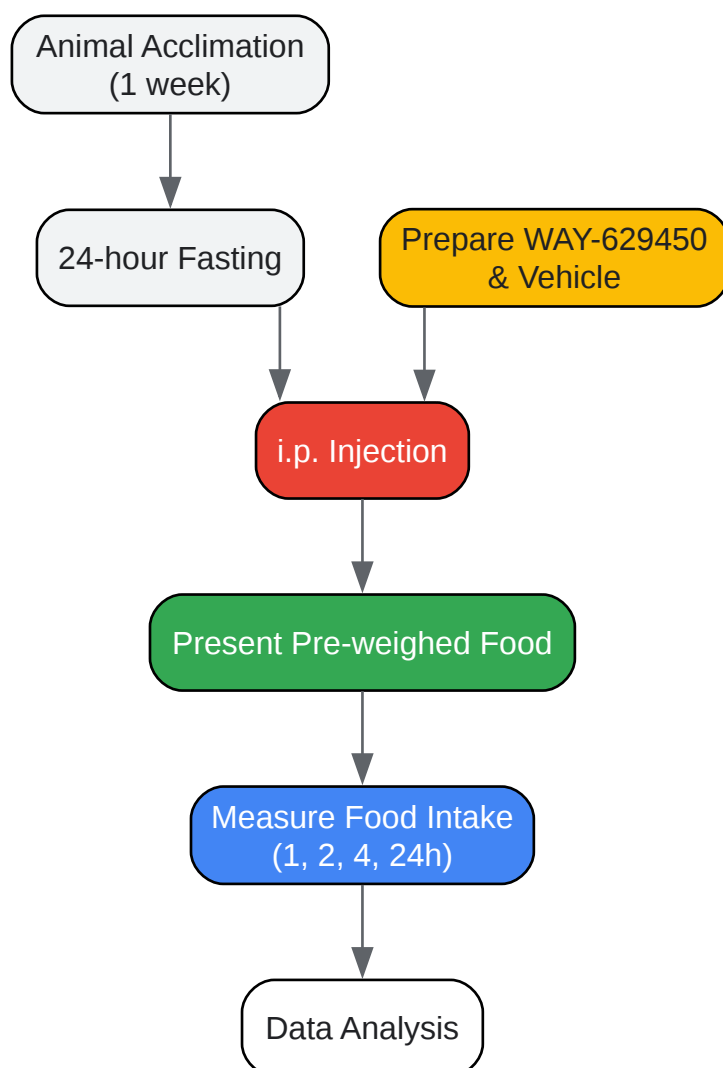 Animal Acclimation
(1 week)
24-hour Fasting
Prepare WAY-629450
& Vehicle
i.p. Injection
Present Pre-weighed Food
Measure Food Intake
(1, 2, 4, 24h)
Data Analysis